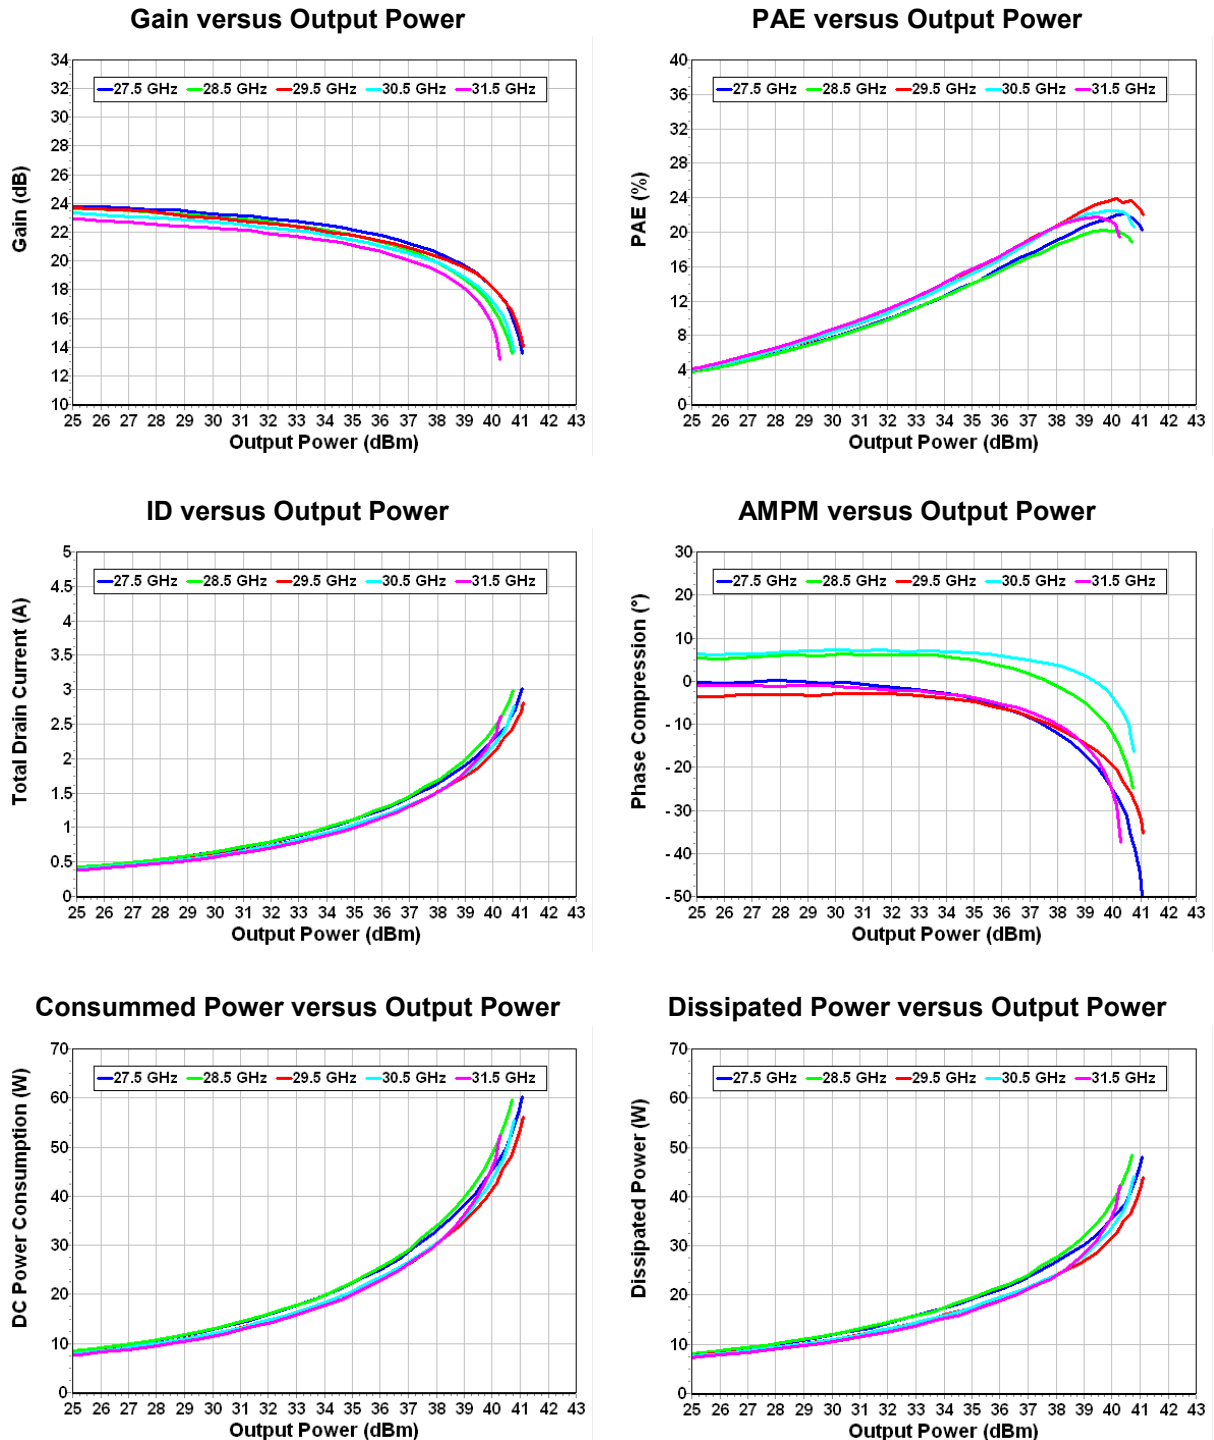 Gain versus Output Power
34
32
30
28
26
24
22
20
18
16
14
12
10
Gain (dB)
27.5 GHz 28.5 GHz 29.5 GHz 30.5 GHz 31.5 GHz
25 26 27 28 29 30 31 32 33 34 35 36 37 38 39 40 41 42 43
Output Power (dBm)
PAE versus Output Power
40
36
32
28
24
20
16
12
8
4
0
PAE (%)
27.5 GHz 28.5 GHz 29.5 GHz 30.5 GHz 31.5 GHz
25 26 27 28 29 30 31 32 33 34 35 36 37 38 39 40 41 42 43
Output Power (dBm)
ID versus Output Power
5
4.5
4
3.5
3
2.5
2
1.5
1
0.5
0
Total Drain Current (A)
27.5 GHz 28.5 GHz 29.5 GHz 30.5 GHz 31.5 GHz
25 26 27 28 29 30 31 32 33 34 35 36 37 38 39 40 41 42 43
Output Power (dBm)
AMPM versus Output Power
30
20
10
0
-10
-20
-30
-40
-50
Phase Compression (°)
27.5 GHz 28.5 GHz 29.5 GHz 30.5 GHz 31.5 GHz
25 26 27 28 29 30 31 32 33 34 35 36 37 38 39 40 41 42 43
Output Power (dBm)
Consummed Power versus Output Power
70
60
50
40
30
20
10
0
DC Power Consumption (W)
27.5 GHz 28.5 GHz 29.5 GHz 30.5 GHz 31.5 GHz
25 26 27 28 29 30 31 32 33 34 35 36 37 38 39 40 41 42 43
Output Power (dBm)
Dissipated Power versus Output Power
70
60
50
40
30
20
10
0
Dissipated Power (W)
27.5 GHz 28.5 GHz 29.5 GHz 30.5 GHz 31.5 GHz
25 26 27 28 29 30 31 32 33 34 35 36 37 38 39 40 41 42 43
Output Power (dBm)